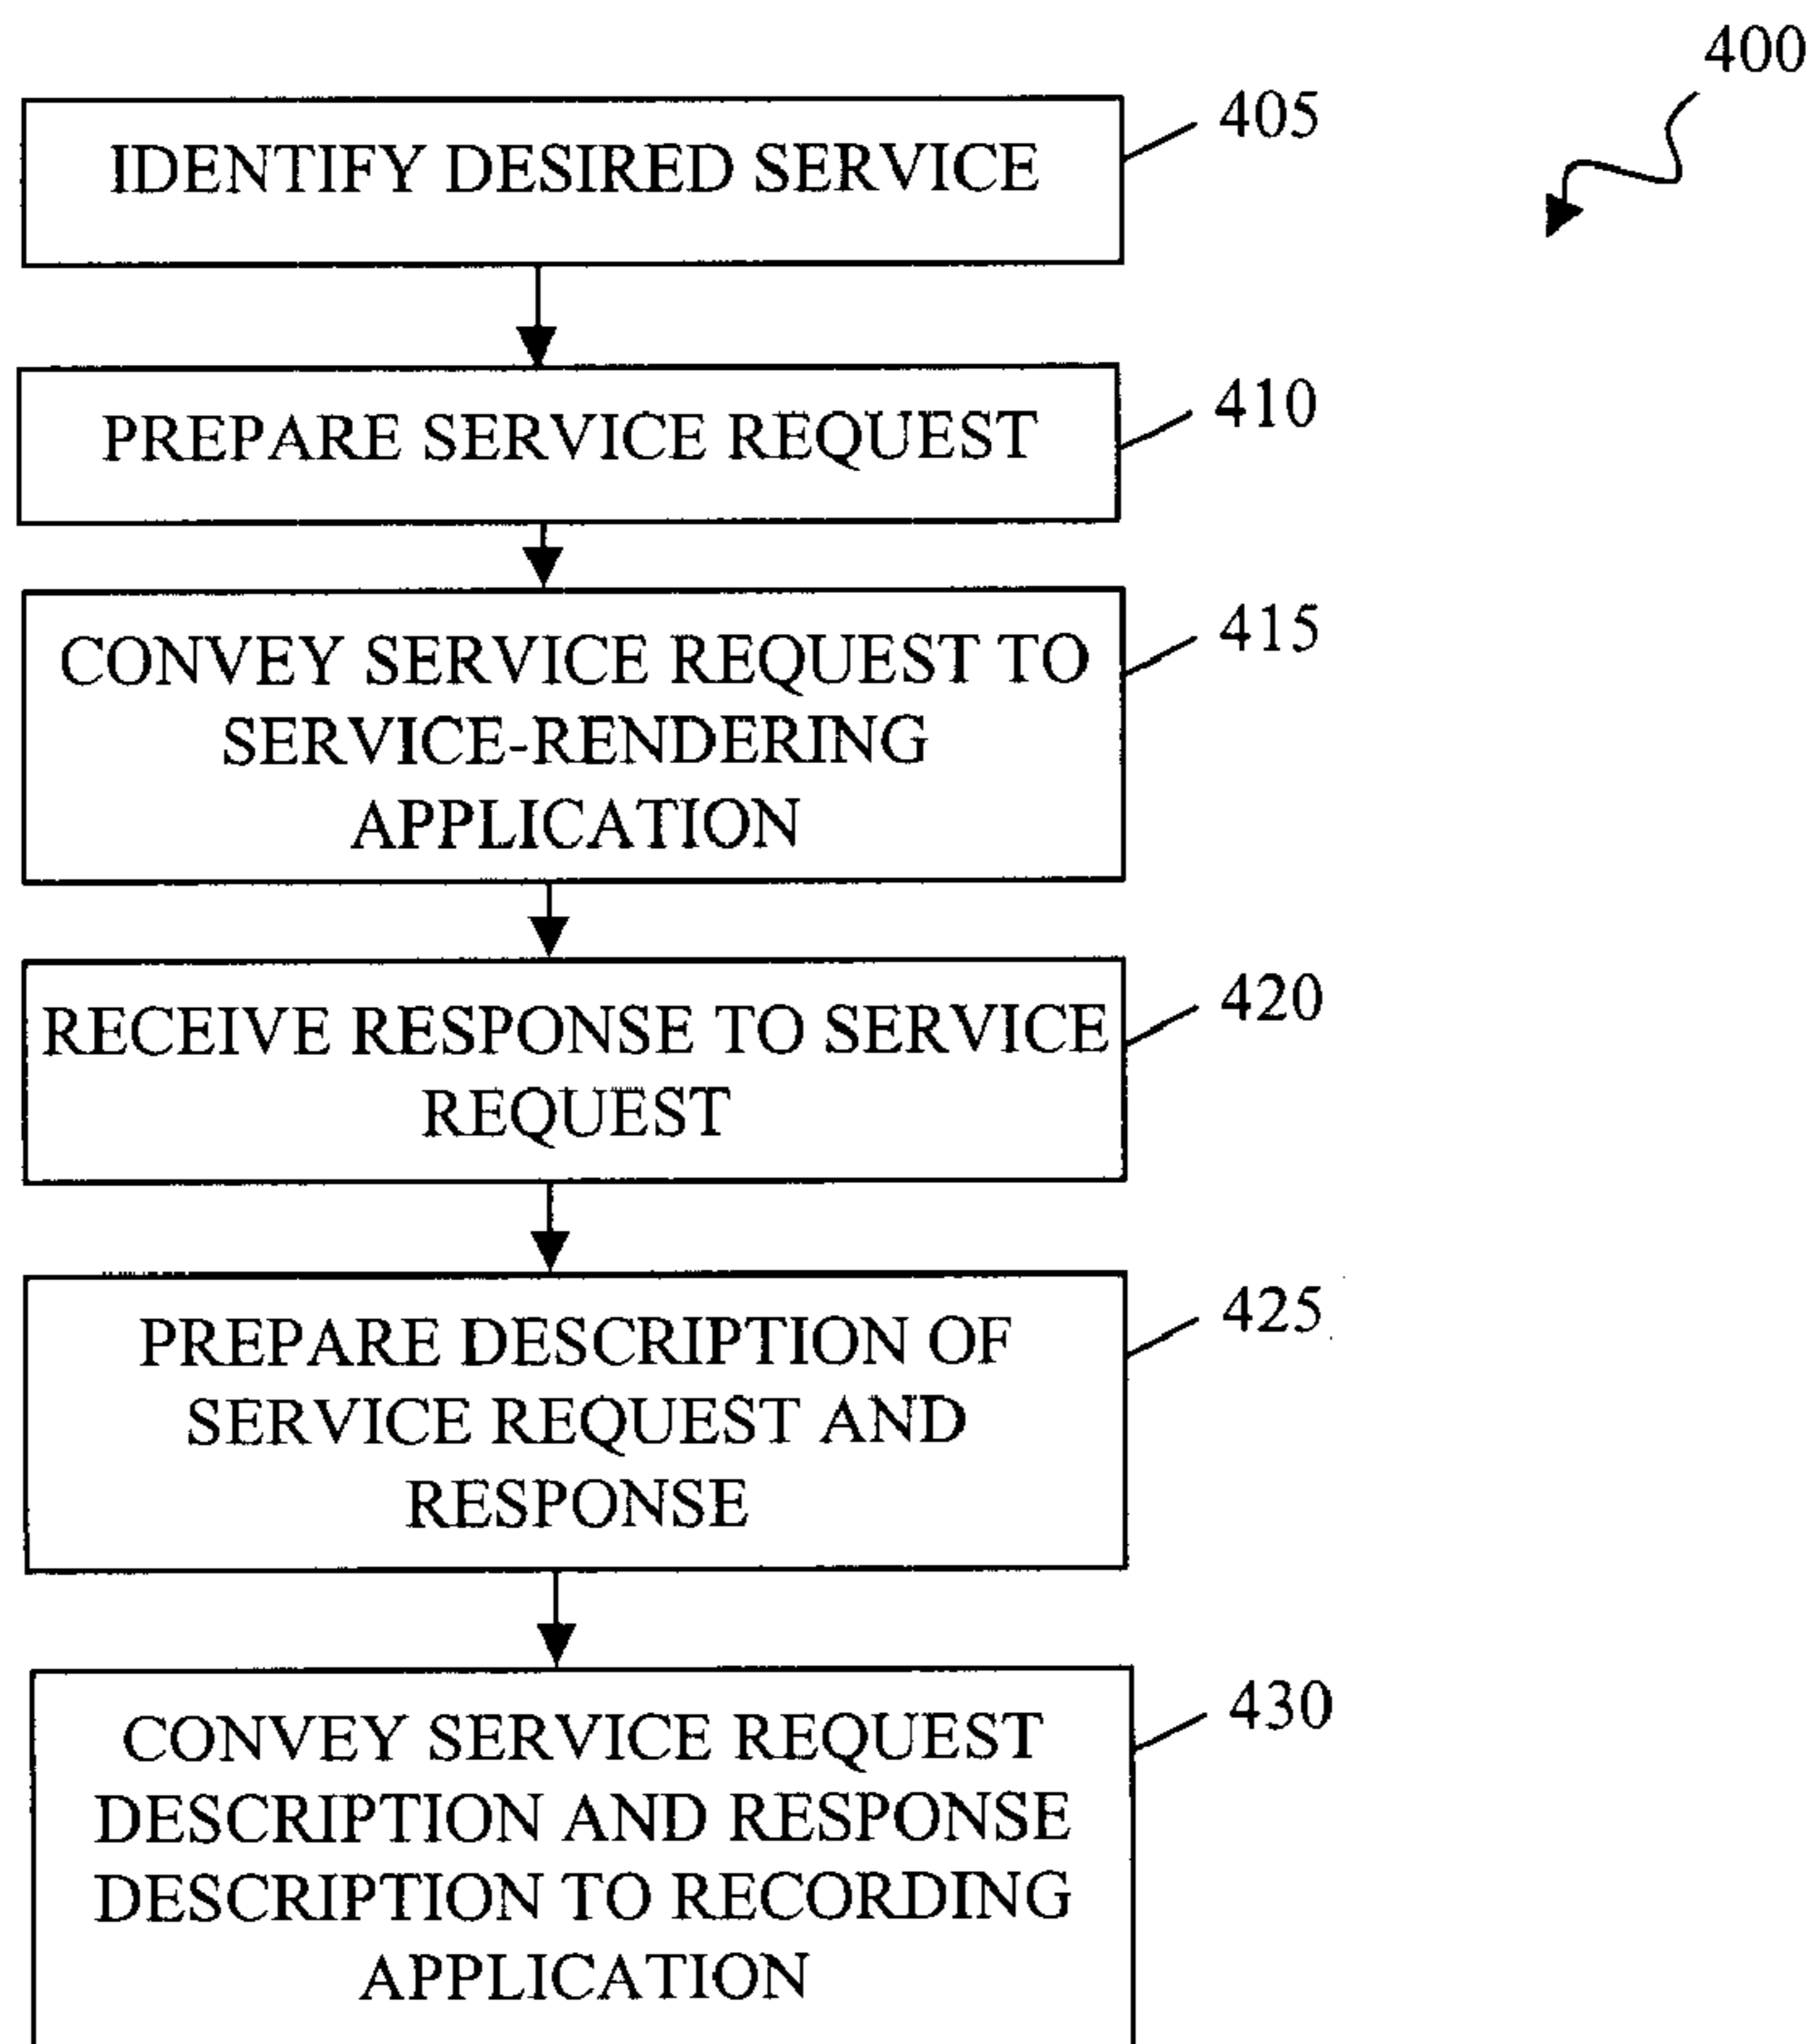 400
IDENTIFY DESIRED SERVICE
405
PREPARE SERVICE REQUEST
410
CONVEY SERVICE REQUEST TO
SERVICE-RENDERING
APPLICATION
415
RECEIVE RESPONSE TO SERVICE
REQUEST
420
PREPARE DESCRIPTION OF
SERVICE REQUEST AND
RESPONSE
425
CONVEY SERVICE REQUEST
DESCRIPTION AND RESPONSE
DESCRIPTION TO RECORDING
APPLICATION
430